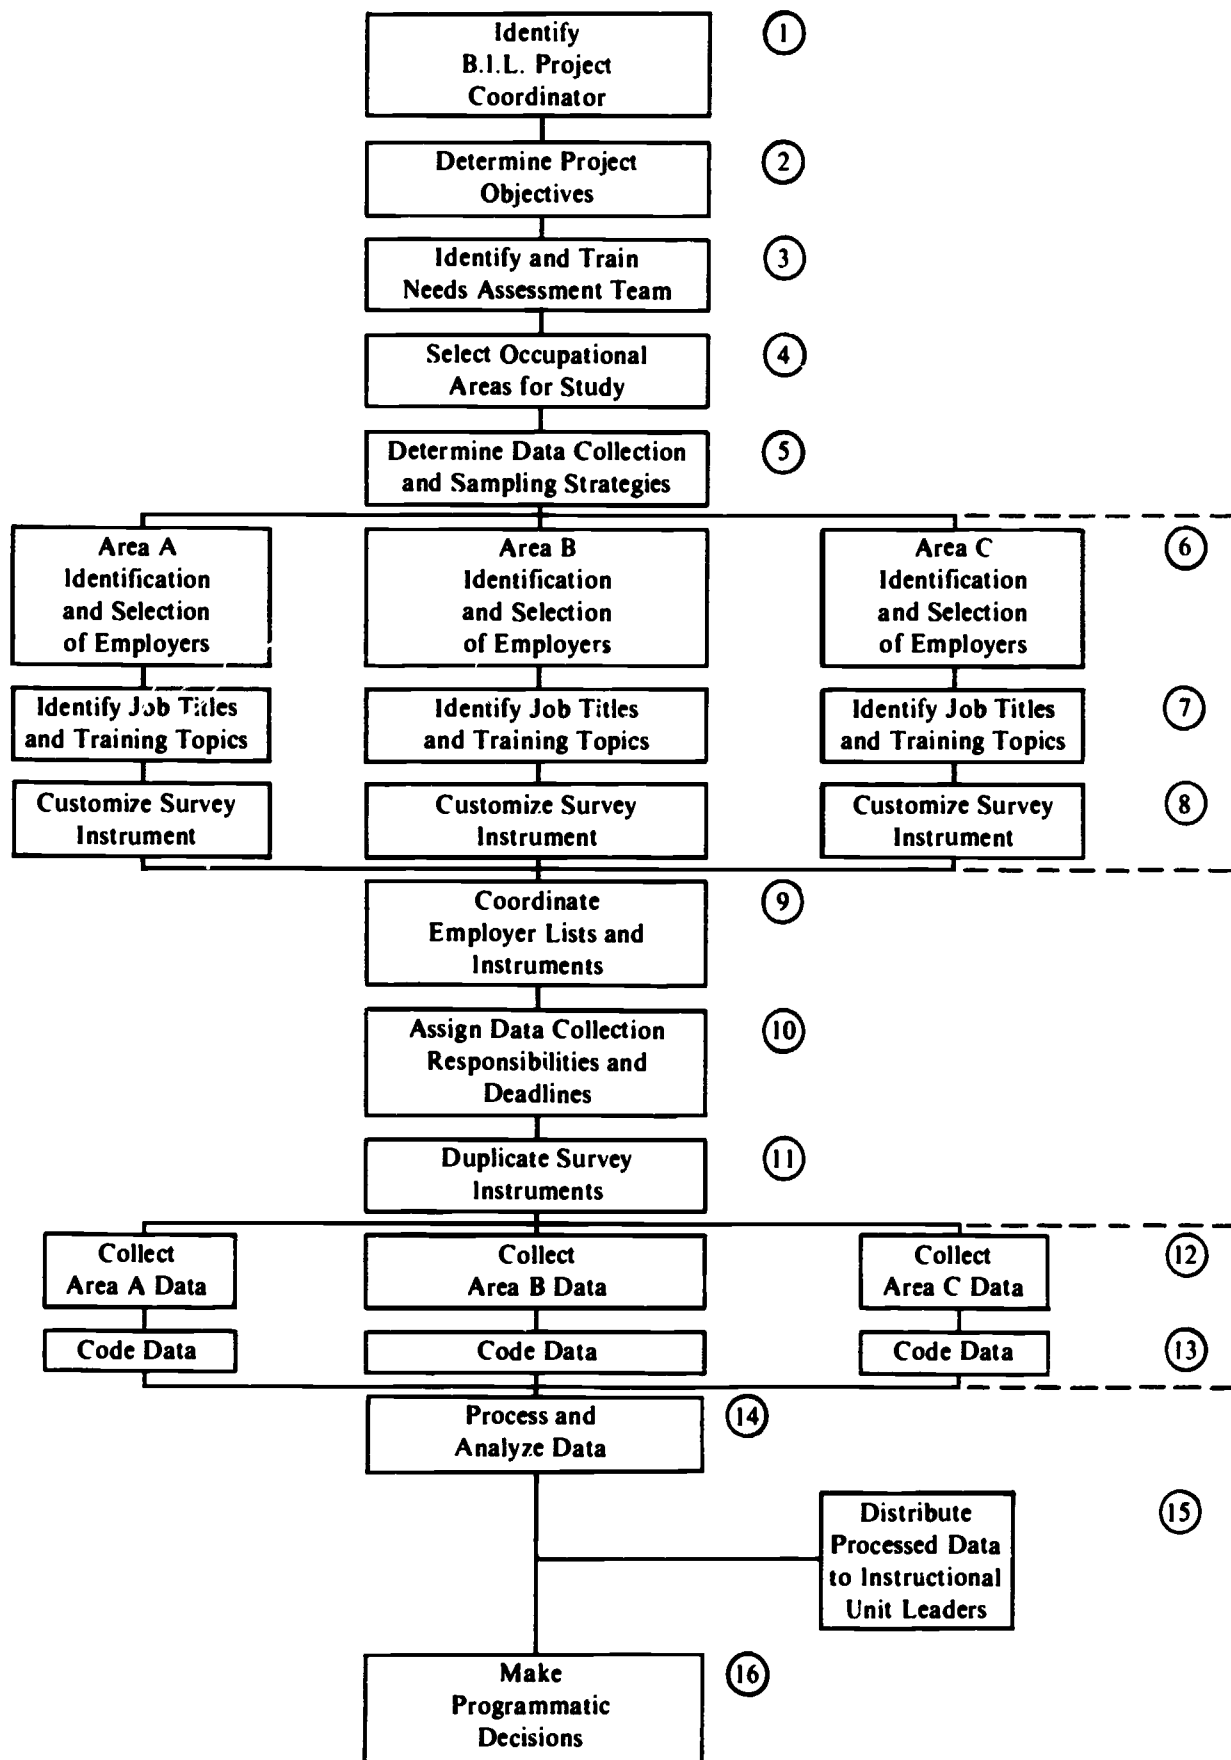 Identify
B.I.L. Project
Coordinator
1
Determine Project
Objectives
2
Identify and Train
Needs Assessment Team
3
Select Occupational
Areas for Study
4
Determine Data Collection
and Sampling Strategies
5
Area A
Identification
and Selection
of Employers
Area B
Identification
and Selection
of Employers
Area C
Identification
and Selection
of Employers
6
Identify Job Titles
and Training Topics
Identify Job Titles
and Training Topics
Identify Job Titles
and Training Topics
7
Customize Survey
Instrument
Customize Survey
Instrument
Customize Survey
Instrument
8
Coordinate
Employer Lists and
Instruments
9
Assign Data Collection
Responsibilities and
Deadlines
10
Duplicate Survey
Instruments
11
Collect
Area A Data
Collect
Area B Data
Collect
Area C Data
12
Code Data
Code Data
Code Data
13
Process and
Analyze Data
14
Distribute
Processed Data
to Instructional
Unit Leaders
15
Make
Programmatic
Decisions
16